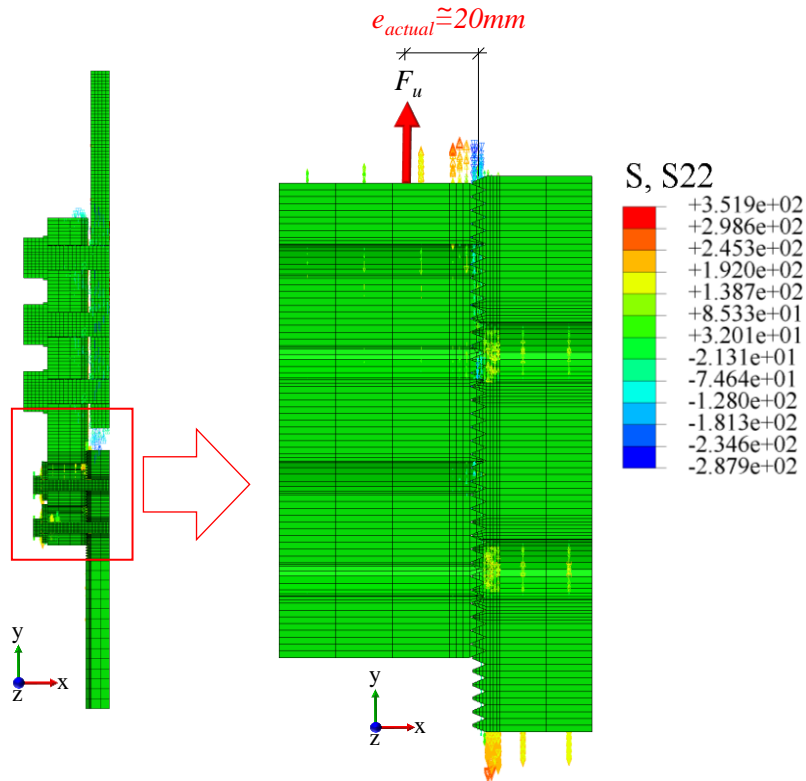 e_actual≅20mm
F_u
S, S22
+3.519e+02
+2.986e+02
+2.453e+02
+1.920e+02
+1.387e+02
+8.533e+01
+3.201e+01
-2.131e+01
-7.464e+01
-1.280e+02
-1.813e+02
-2.346e+02
-2.879e+02
y
z
x
y
z
x